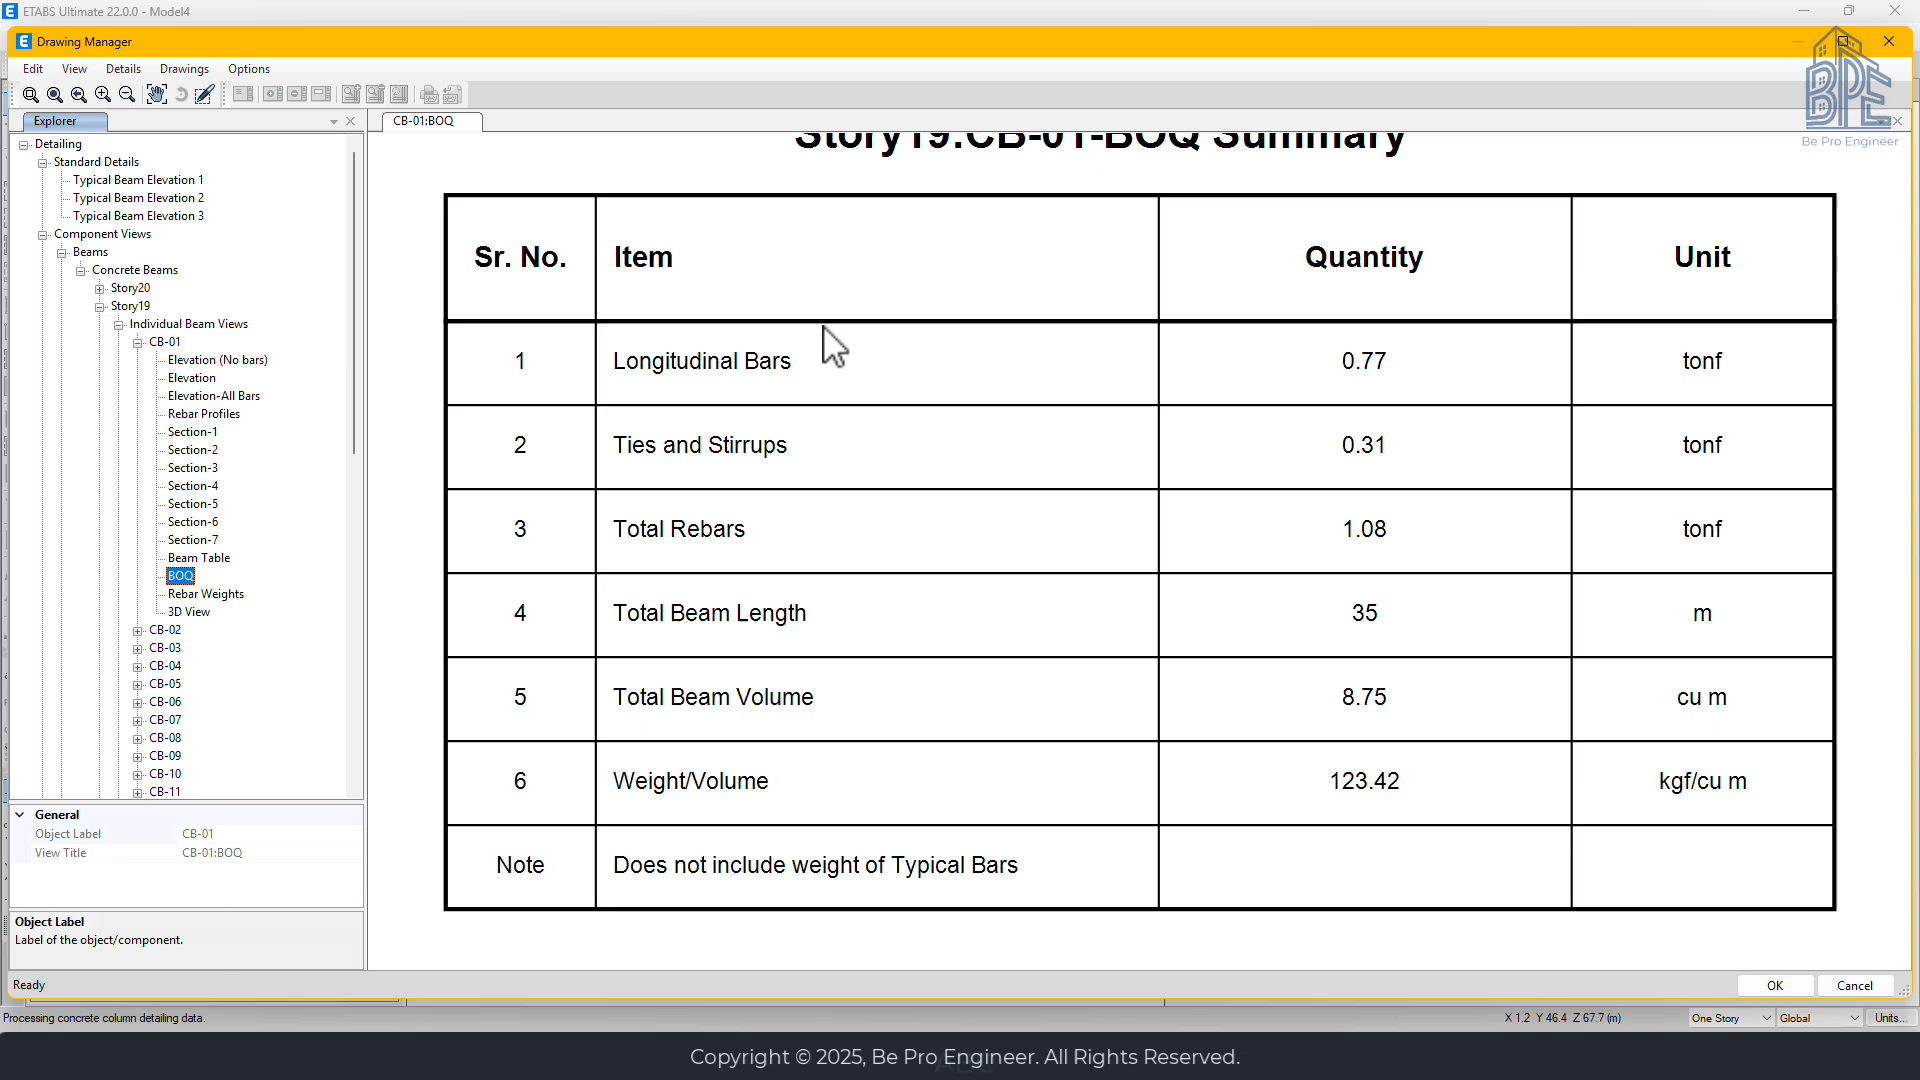 ETABS Ultimate 22.0.0 - Model4
Drawing Manager
Edit View Details Drawings Options
Explorer
CB-01:BOQ
BPE
Be Pro Engineer
Detailing
Standard Details
Typical Beam Elevation 1
Typical Beam Elevation 2
Typical Beam Elevation 3
Component Views
Beams
Concrete Beams
Story20
Story19
Individual Beam Views
CB-01
Elevation (No bars)
Elevation
Elevation-All Bars
Rebar Profiles
Section-1
Section-2
Section-3
Section-4
Section-5
Section-6
Section-7
Beam Table
BOQ
Rebar Weights
3D View
CB-02
CB-03
CB-04
CB-05
CB-06
CB-07
CB-08
CB-09
CB-10
CB-11
General
Object Label CB-01
View Title CB-01:BOQ
Object Label
Label of the object/component.
Story19:CB-01-BOQ Summary
Sr. No. Item Quantity Unit
1 Longitudinal Bars 0.77 tonf
2 Ties and Stirrups 0.31 tonf
3 Total Rebars 1.08 tonf
4 Total Beam Length 35 m
5 Total Beam Volume 8.75 cu m
6 Weight/Volume 123.42 kgf/cu m
Note Does not include weight of Typical Bars
Ready
OK Cancel
Processing concrete column detailing data.
X 1.2 Y 46.4 Z 67.7 (m)
One Story Global Units...
Copyright © 2025, Be Pro Engineer. All Rights Reserved.